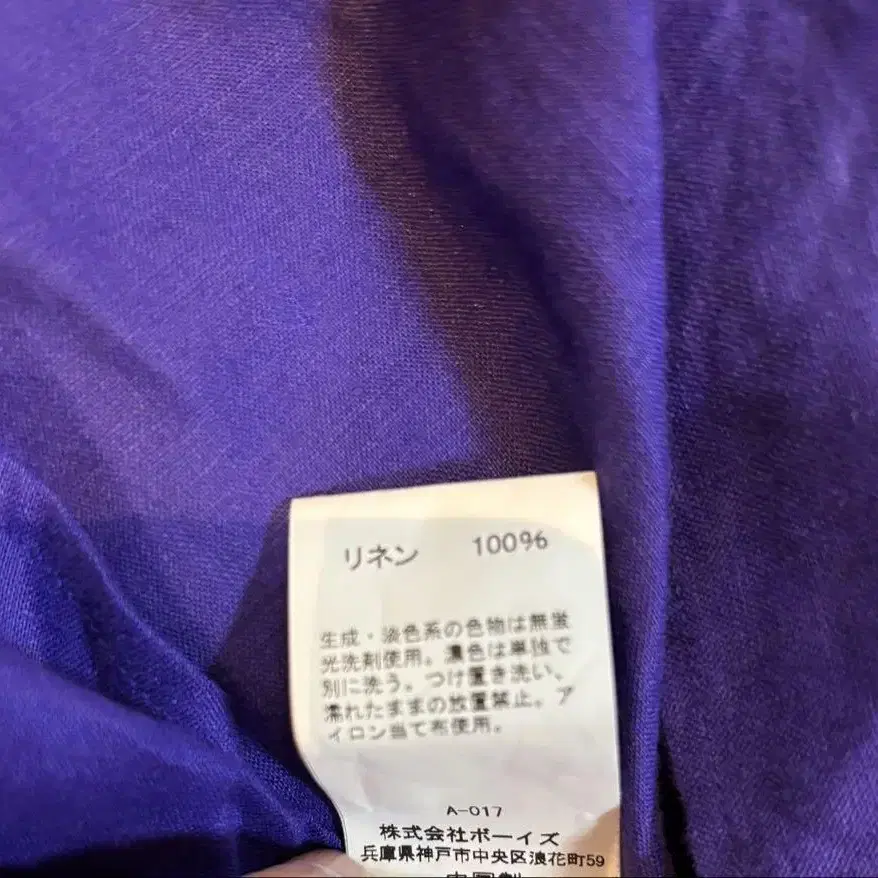 リネン 100%
生成・淡色系の色物は無蛍
光洗剤使用。濃色は単独で
別に洗う。つけ置き洗い、
濡れたままの放置禁止。ア
イロン当て布使用。
A-017
株式会社ボーイズ
兵庫県神戸市中央区浪花町59